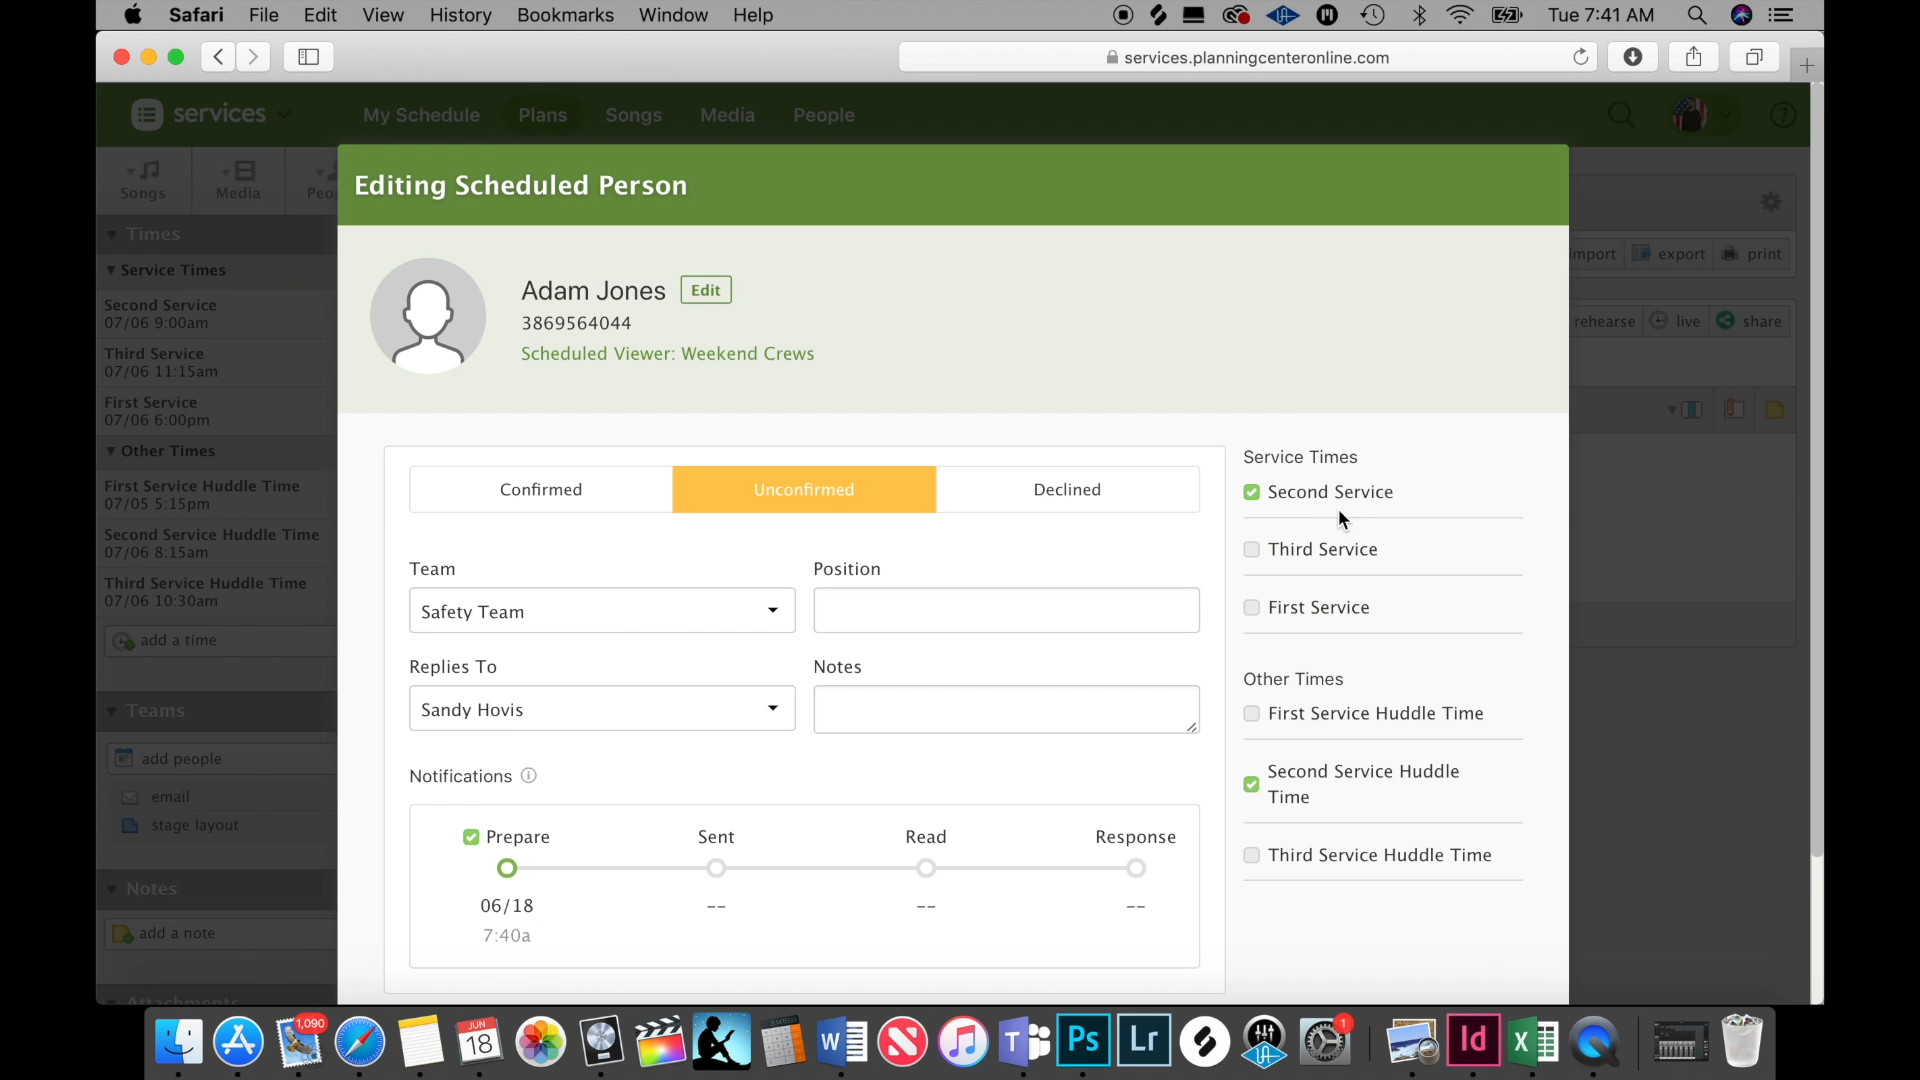 Safari File Edit View History Bookmarks Window Help
Tue 7:41 AM
services.planningcenteronline.com
services
My Schedule Plans Songs Media People
Songs Media
Editing Scheduled Person
Times
Service Times
Second Service
07/06 9:00am
Third Service
07/06 11:15am
First Service
07/06 6:00pm
Other Times
First Service Huddle Time
07/05 5:15pm
Second Service Huddle Time
07/06 8:15am
Third Service Huddle Time
07/06 10:30am
add a time
Teams
add people
email
stage layout
Notes
add a note
Attachments
Adam Jones Edit
3869564044
Scheduled Viewer: Weekend Crews
export print
rehearse live share
Confirmed Unconfirmed Declined
Team Position
Safety Team
Replies To Notes
Sandy Hovis
Notifications
Prepare Sent Read Response
06/18 -- -- --
7:40a
Service Times
Second Service
Third Service
First Service
Other Times
First Service Huddle Time
Second Service Huddle
Time
Third Service Huddle Time
1,090
JUN
18
W
T
Ps
Lr
UA
1
Id
X